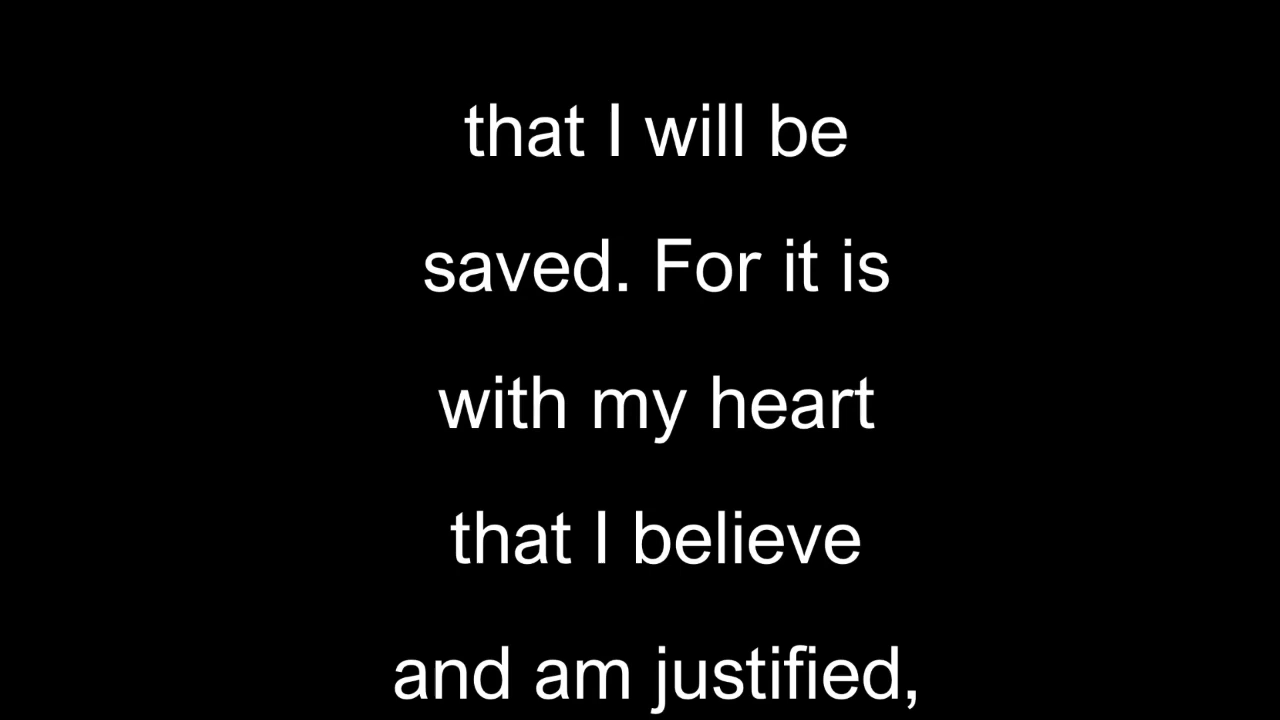 that I will be
saved. For it is
with my heart
that I believe
and am justified,